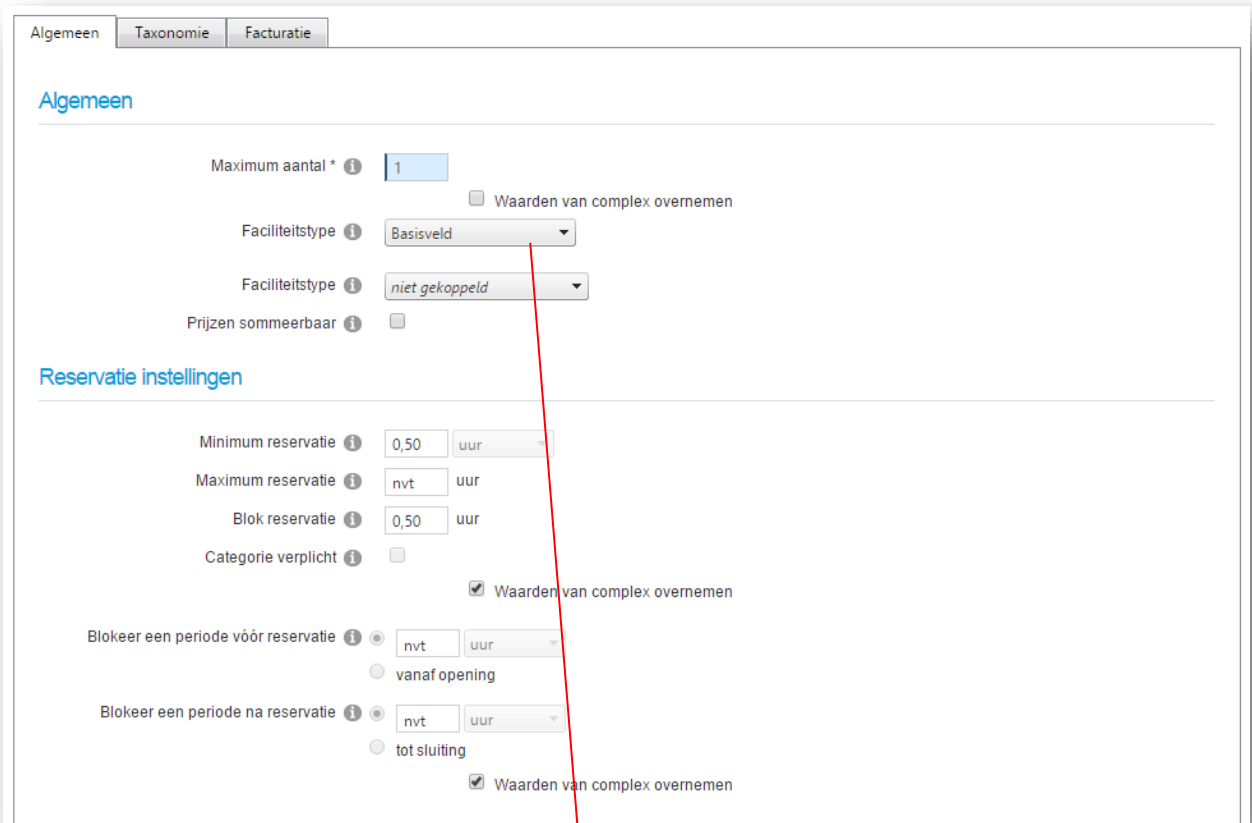 Algemeen Taxonomie Facturatie
Algemeen
Maximum aantal * 1
Waarden van complex overnemen
Faciliteitstype Basisveld
Faciliteitstype niet gekoppeld
Prijzen sommeerbaar
Reservatie instellingen
Minimum reservatie 0,50 uur
Maximum reservatie nvt uur
Blok reservatie 0,50 uur
Categorie verplicht
Waarden van complex overnemen
Blokeer een periode vóór reservatie nvt uur
vanaf opening
Blokeer een periode na reservatie nvt uur
tot sluiting
Waarden van complex overnemen